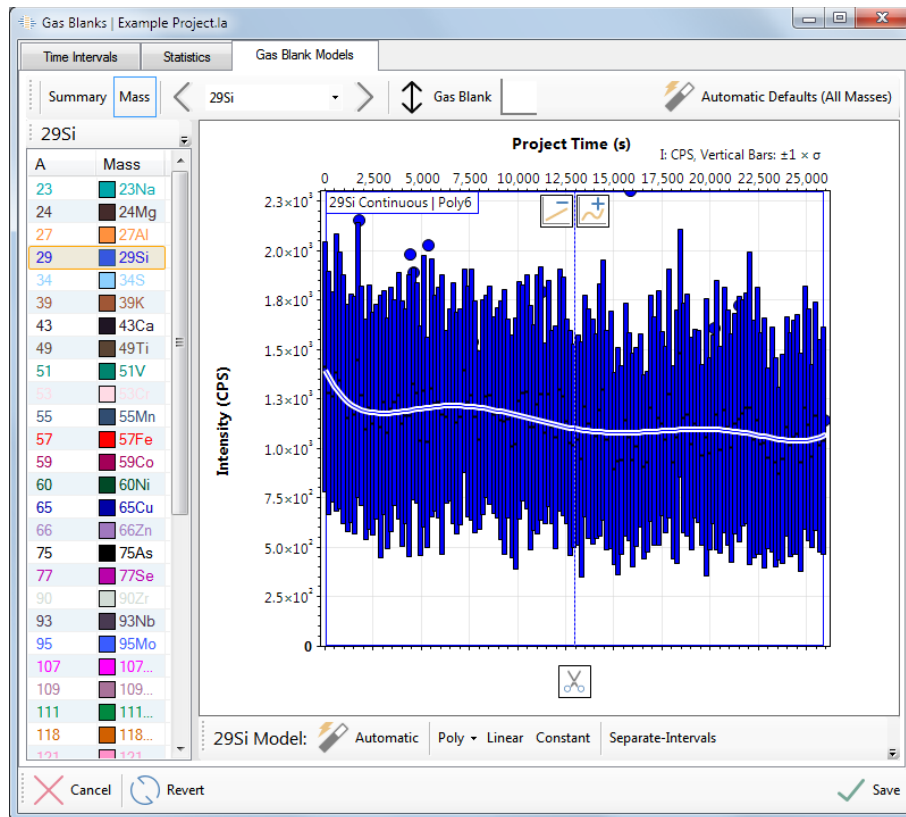 Gas Blanks | Example Project.la
Time Intervals Statistics Gas Blank Models
Summary Mass 29Si Gas Blank Automatic Defaults (All Masses)
29Si
A Mass
23 23Na
24 24Mg
27 27Al
29 29Si
34 34S
39 39K
43 43Ca
49 49Ti
51 51V
53 53Cr
55 55Mn
57 57Fe
59 59Co
60 60Ni
65 65Cu
66 66Zn
75 75As
77 77Se
90 90Zr
93 93Nb
95 95Mo
107 107...
109 109...
111 111...
118 118...
121 121
Project Time (s)
I: CPS, Vertical Bars: ±1 × σ
0 2,500 5,000 7,500 10,000 12,500 15,000 17,500 20,000 22,500 25,000
29Si Continuous | Poly6
Intensity (CPS)
2.3×10³
2.0×10³
1.8×10³
1.5×10³
1.3×10³
1.0×10³
7.5×10²
5.0×10²
2.5×10²
0
29Si Model: Automatic Poly Linear Constant Separate-Intervals
Cancel Revert Save